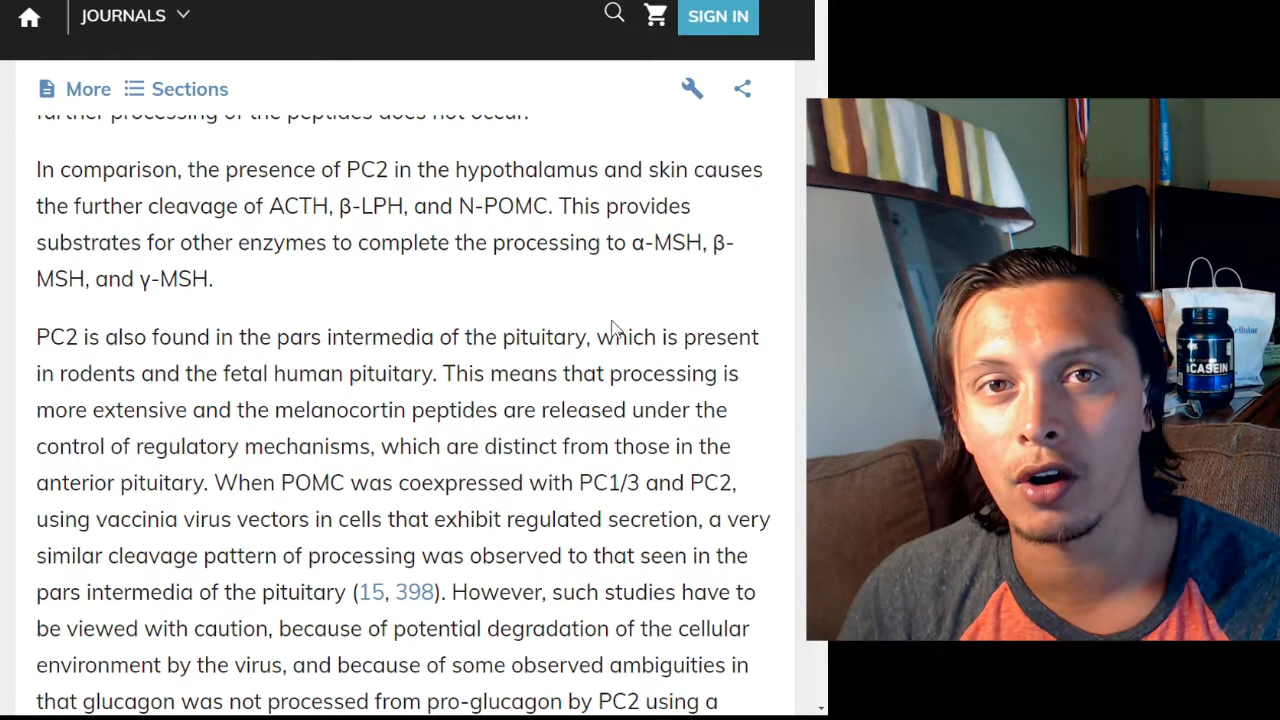 JOURNALS
SIGN IN
More
Sections
further processing of the peptides does not occur.
In comparison, the presence of PC2 in the hypothalamus and skin causes
the further cleavage of ACTH, β-LPH, and N-POMC. This provides
substrates for other enzymes to complete the processing to α-MSH, β-
MSH, and γ-MSH.
PC2 is also found in the pars intermedia of the pituitary, which is present
in rodents and the fetal human pituitary. This means that processing is
more extensive and the melanocortin peptides are released under the
control of regulatory mechanisms, which are distinct from those in the
anterior pituitary. When POMC was coexpressed with PC1/3 and PC2,
using vaccinia virus vectors in cells that exhibit regulated secretion, a very
similar cleavage pattern of processing was observed to that seen in the
pars intermedia of the pituitary (15, 398). However, such studies have to
be viewed with caution, because of potential degradation of the cellular
environment by the virus, and because of some observed ambiguities in
that glucagon was not processed from pro-glucagon by PC2 using a
CASEIN